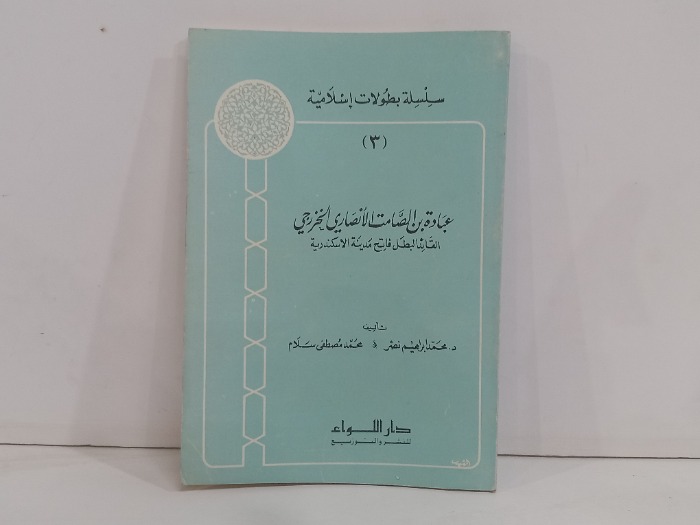 سلسلة بطولات إسلامية
(٣)
عبادة بن الصامت الأنصاري الخزرجي
القائد البطل فاتح مدينة الاسكندرية
تأليف
د. محمد ابراهيم نصر & محمد مصطفى سلام
دار اللواء
للنشر والتوزيع